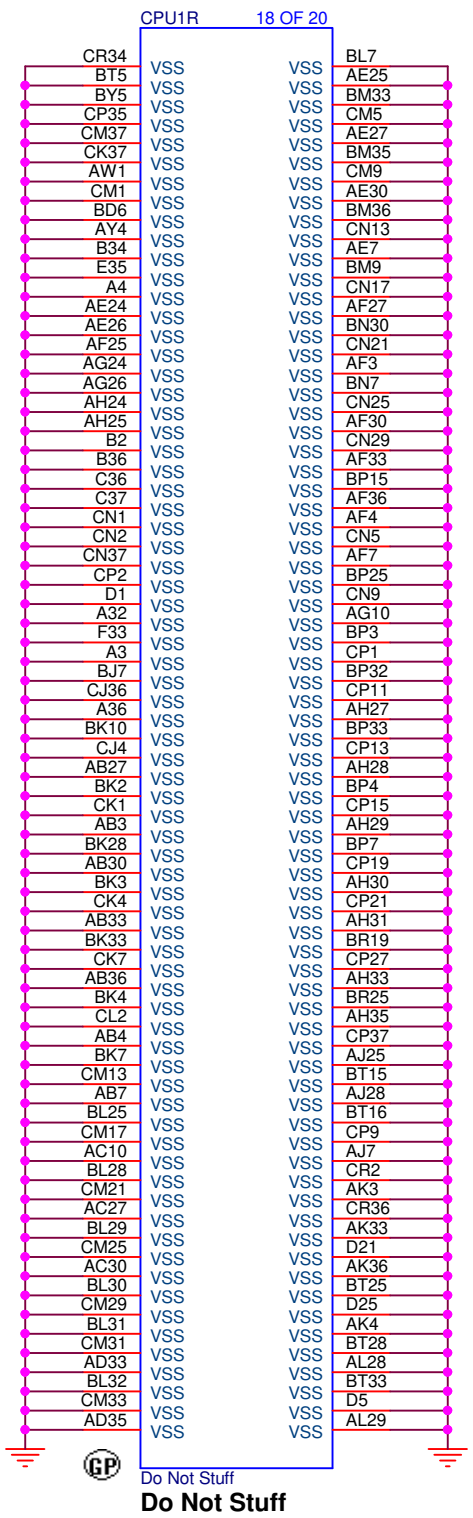 CPU1R 18 OF 20
CR34 VSS VSS BL7
BT5 VSS VSS AE25
BY5 VSS VSS BM33
CP35 VSS VSS CM5
CM37 VSS VSS AE27
CK37 VSS VSS BM35
AW1 VSS VSS CM9
CM1 VSS VSS AE30
BD6 VSS VSS BM36
AY4 VSS VSS CN13
B34 VSS VSS AE7
E35 VSS VSS BM9
A4 VSS VSS CN17
AE24 VSS VSS AF27
AE26 VSS VSS BN30
AF25 VSS VSS CN21
AG24 VSS VSS AF3
AG26 VSS VSS BN7
AH24 VSS VSS CN25
AH25 VSS VSS AF30
B2 VSS VSS CN29
B36 VSS VSS AF33
C36 VSS VSS BP15
C37 VSS VSS AF36
CN1 VSS VSS AF4
CN2 VSS VSS CN5
CN37 VSS VSS AF7
CP2 VSS VSS BP25
D1 VSS VSS CN9
A32 VSS VSS AG10
F33 VSS VSS BP3
A3 VSS VSS CP1
BJ7 VSS VSS BP32
CJ36 VSS VSS CP11
A36 VSS VSS AH27
BK10 VSS VSS BP33
CJ4 VSS VSS CP13
AB27 VSS VSS AH28
BK2 VSS VSS BP4
CK1 VSS VSS CP15
AB3 VSS VSS AH29
BK28 VSS VSS BP7
AB30 VSS VSS CP19
BK3 VSS VSS AH30
CK4 VSS VSS CP21
AB33 VSS VSS AH31
BK33 VSS VSS BR19
CK7 VSS VSS CP27
AB36 VSS VSS AH33
BK4 VSS VSS BR25
CL2 VSS VSS AH35
AB4 VSS VSS CP37
BK7 VSS VSS AJ25
CM13 VSS VSS BT15
AB7 VSS VSS AJ28
BL25 VSS VSS BT16
CM17 VSS VSS CP9
AC10 VSS VSS AJ7
BL28 VSS VSS CR2
CM21 VSS VSS AK3
AC27 VSS VSS CR36
BL29 VSS VSS AK33
CM25 VSS VSS D21
AC30 VSS VSS AK36
BL30 VSS VSS BT25
CM29 VSS VSS D25
BL31 VSS VSS AK4
CM31 VSS VSS BT28
AD33 VSS VSS AL28
BL32 VSS VSS BT33
CM33 VSS VSS D5
AD35 VSS VSS AL29
GP
Do Not Stuff
Do Not Stuff